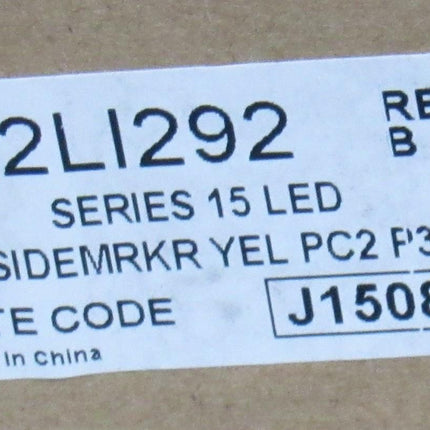 2LI292
RE
B
SERIES 15 LED
SIDEMRKR YEL PC2 P3
TE CODE J1508
in China